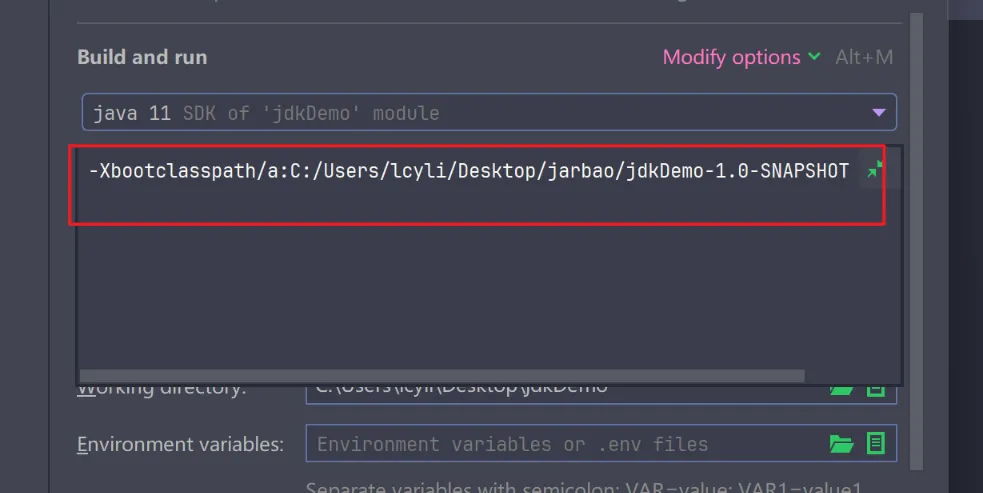 Build and run
Modify options Alt+M
java 11 SDK of 'jdkDemo' module
-Xbootclasspath/a:C:/Users/lcyli/Desktop/jarbao/jdkDemo-1.0-SNAPSHOT
Working directory: C:\Users\lcyli\Desktop\jdkDemo
Environment variables: Environment variables or .env files
Separate variables with semicolon: VAR=value; VAR1=value1